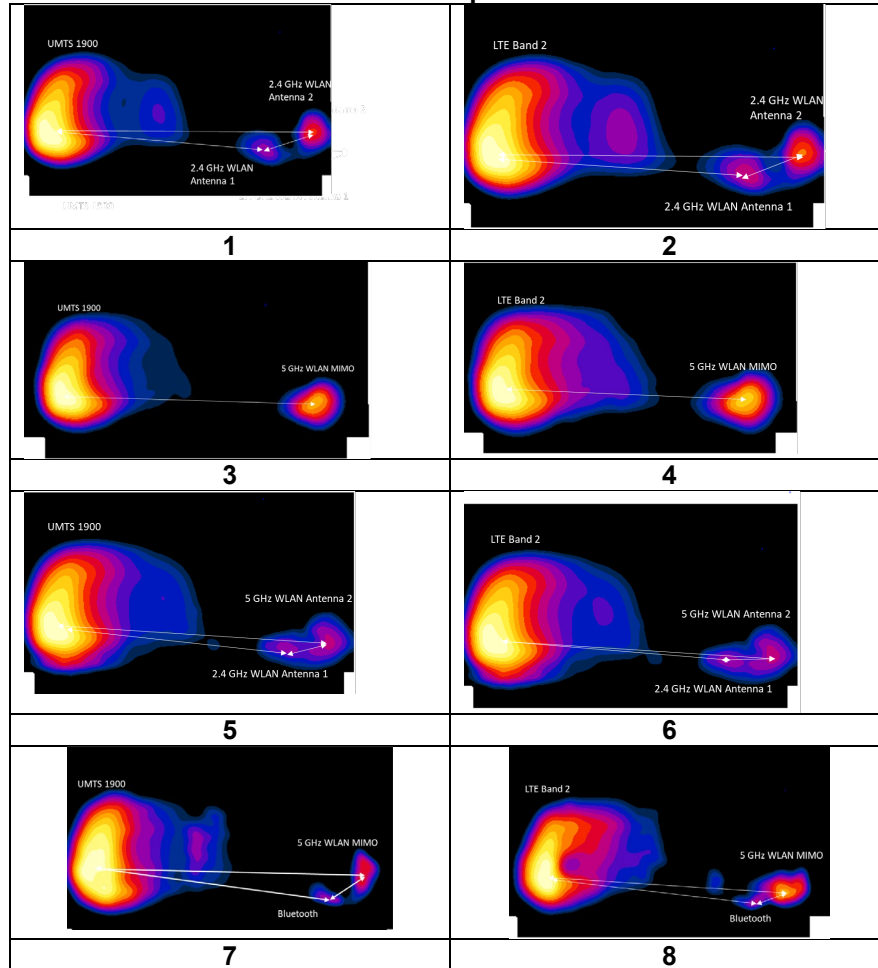 UMTS 1900
2.4 GHz WLAN
Antenna 2
2.4 GHz WLAN
Antenna 1
1
LTE Band 2
2.4 GHz WLAN
Antenna 2
2.4 GHz WLAN Antenna 1
2
UMTS 1900
5 GHz WLAN MIMO
3
LTE Band 2
5 GHz WLAN MIMO
4
UMTS 1900
5 GHz WLAN Antenna 2
2.4 GHz WLAN Antenna 1
5
LTE Band 2
5 GHz WLAN Antenna 2
2.4 GHz WLAN Antenna 1
6
UMTS 1900
5 GHz WLAN MIMO
Bluetooth
7
LTE Band 2
5 GHz WLAN MIMO
Bluetooth
8